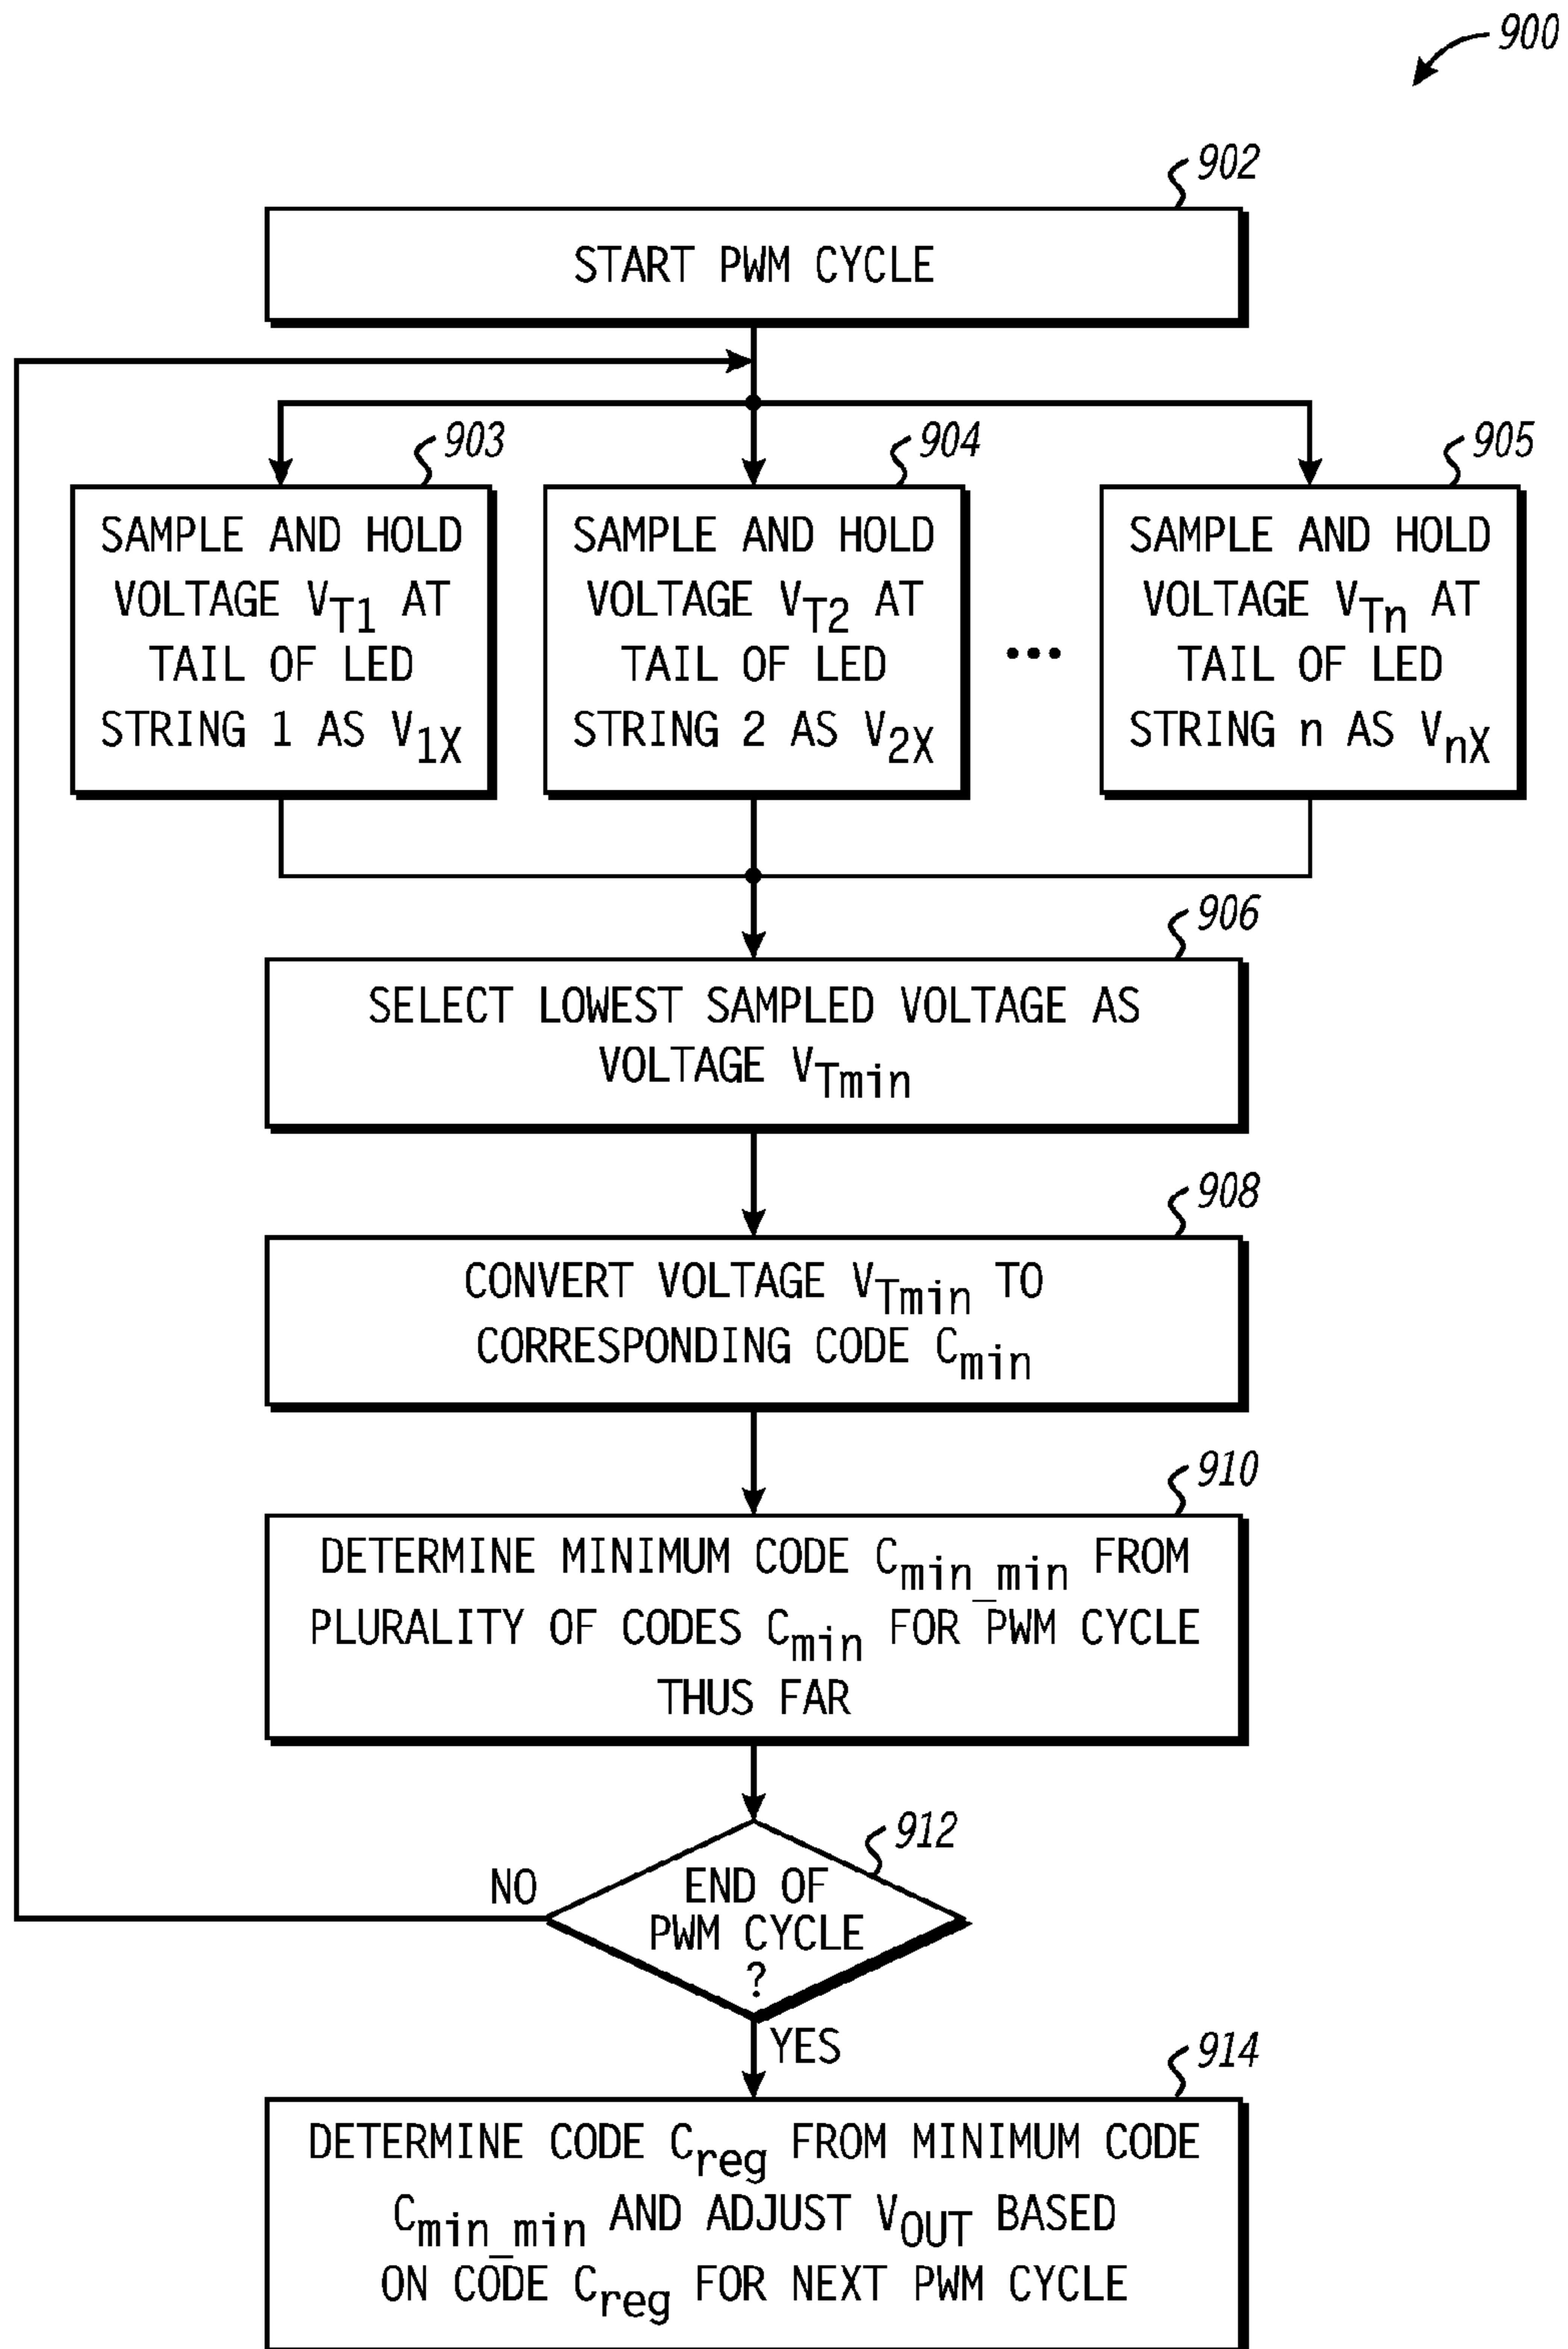 900
902
START PWM CYCLE
903
SAMPLE AND HOLD
VOLTAGE VT1 AT
TAIL OF LED
STRING 1 AS V1X
904
SAMPLE AND HOLD
VOLTAGE VT2 AT
TAIL OF LED
STRING 2 AS V2X
•••
905
SAMPLE AND HOLD
VOLTAGE VTn AT
TAIL OF LED
STRING n AS VnX
906
SELECT LOWEST SAMPLED VOLTAGE AS
VOLTAGE VTmin
908
CONVERT VOLTAGE VTmin TO
CORRESPONDING CODE Cmin
910
DETERMINE MINIMUM CODE Cmin_min FROM
PLURALITY OF CODES Cmin FOR PWM CYCLE
THUS FAR
912
NO
END OF
PWM CYCLE
?
YES
914
DETERMINE CODE Creg FROM MINIMUM CODE
Cmin_min AND ADJUST VOUT BASED
ON CODE Creg FOR NEXT PWM CYCLE